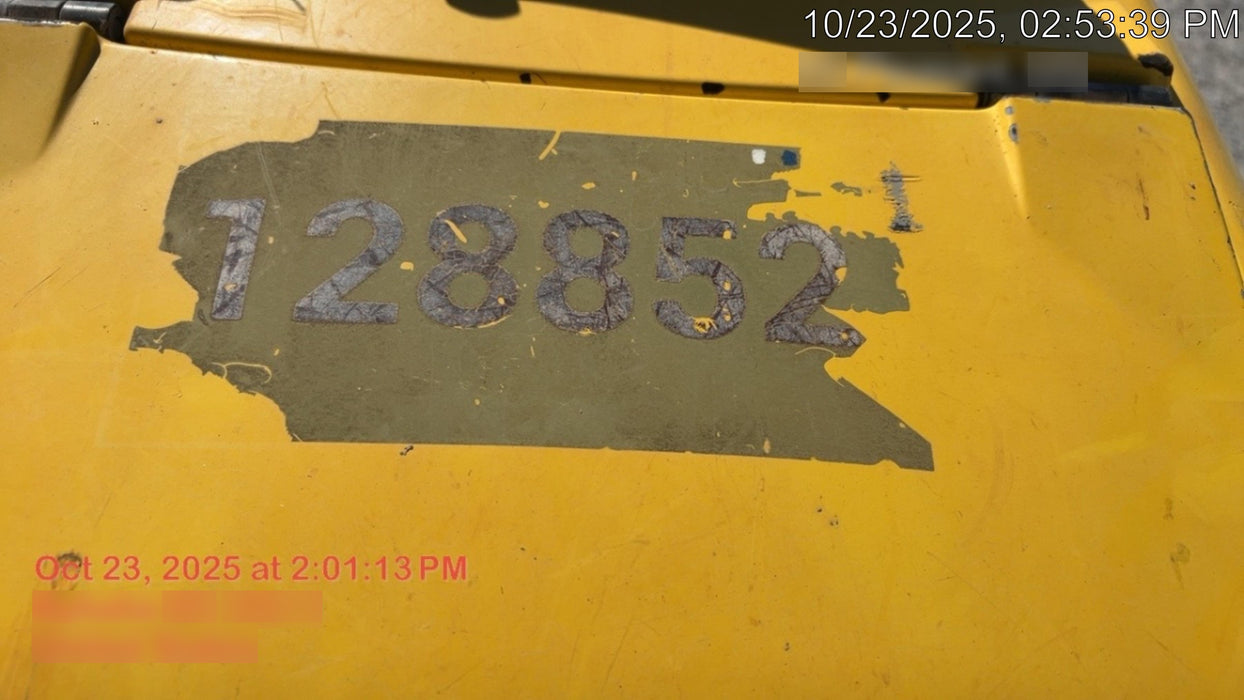 10/23/2025, 02:53:39 PM
128852
Oct 23, 2025 at 2:01:13 PM